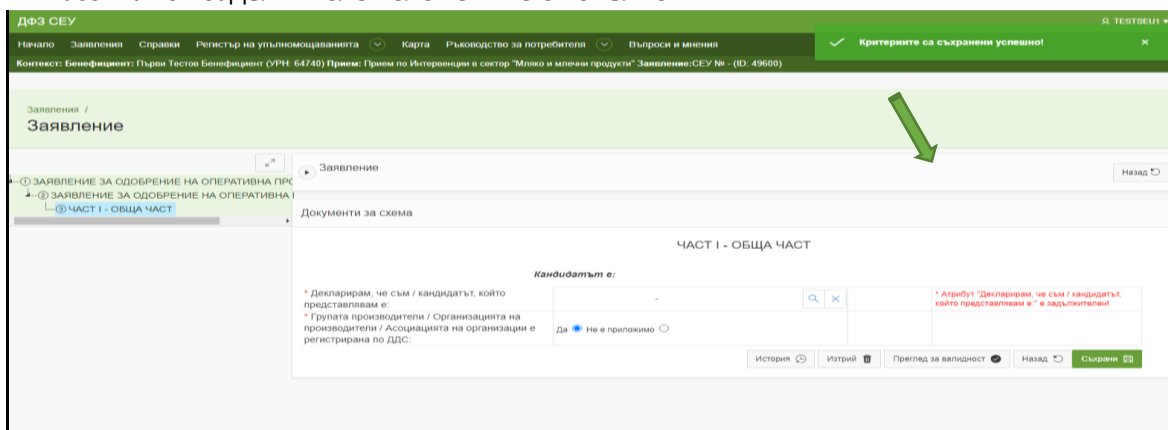 ДФЗ СЕУ
TESTSEU1
Начало Заявления Справки Регистър на упълномощаванията Карта Ръководство за потребителя Въпроси и мнения
Критериите са съхранени успешно!
Контекст: Бенефициент: Първи Тестов Бенефициент (УРН: 64740) Прием: Прием по Интервенции в сектор "Мляко и млечни продукти" Заявление:СЕУ № - (ID: 49600)
Заявления /
Заявление
Заявление
Назад
1 ЗАЯВЛЕНИЕ ЗА ОДОБРЕНИЕ НА ОПЕРАТИВНА ПРО
2 ЗАЯВЛЕНИЕ ЗА ОДОБРЕНИЕ НА ОПЕРАТИВНА
3 ЧАСТ I - ОБЩА ЧАСТ
Документи за схема
ЧАСТ I - ОБЩА ЧАСТ
Кандидатът е:
* Декларирам, че съм / кандидатът, който
представлявам е:
-
* Атрибут "Декларирам, че съм / кандидатът,
който представлявам е:" е задължителен!
* Групата производители / Организацията на
производители / Асоциацията на организации е
регистрирана по ДДС:
Да Не е приложимо
История Изтрий Преглед за валидност Назад Съхрани